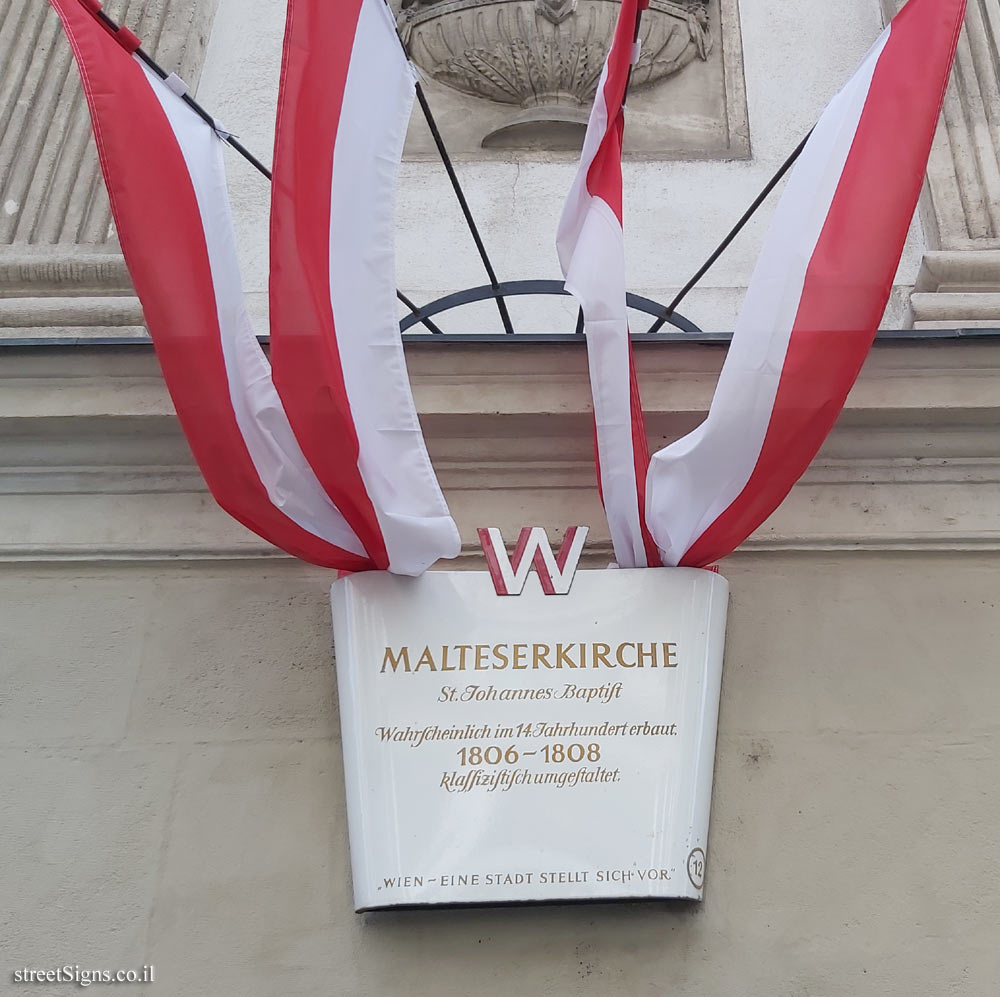 W
MALTESERKIRCHE
St. Johannes Baptiſt
Wahrſcheinlich im 14. Jahrhundert erbaut.
1806–1808
klaſſiziſtiſch umgeſtaltet.
„WIEN – EINE STADT STELLT SICH VOR."
12
streetSigns.co.il